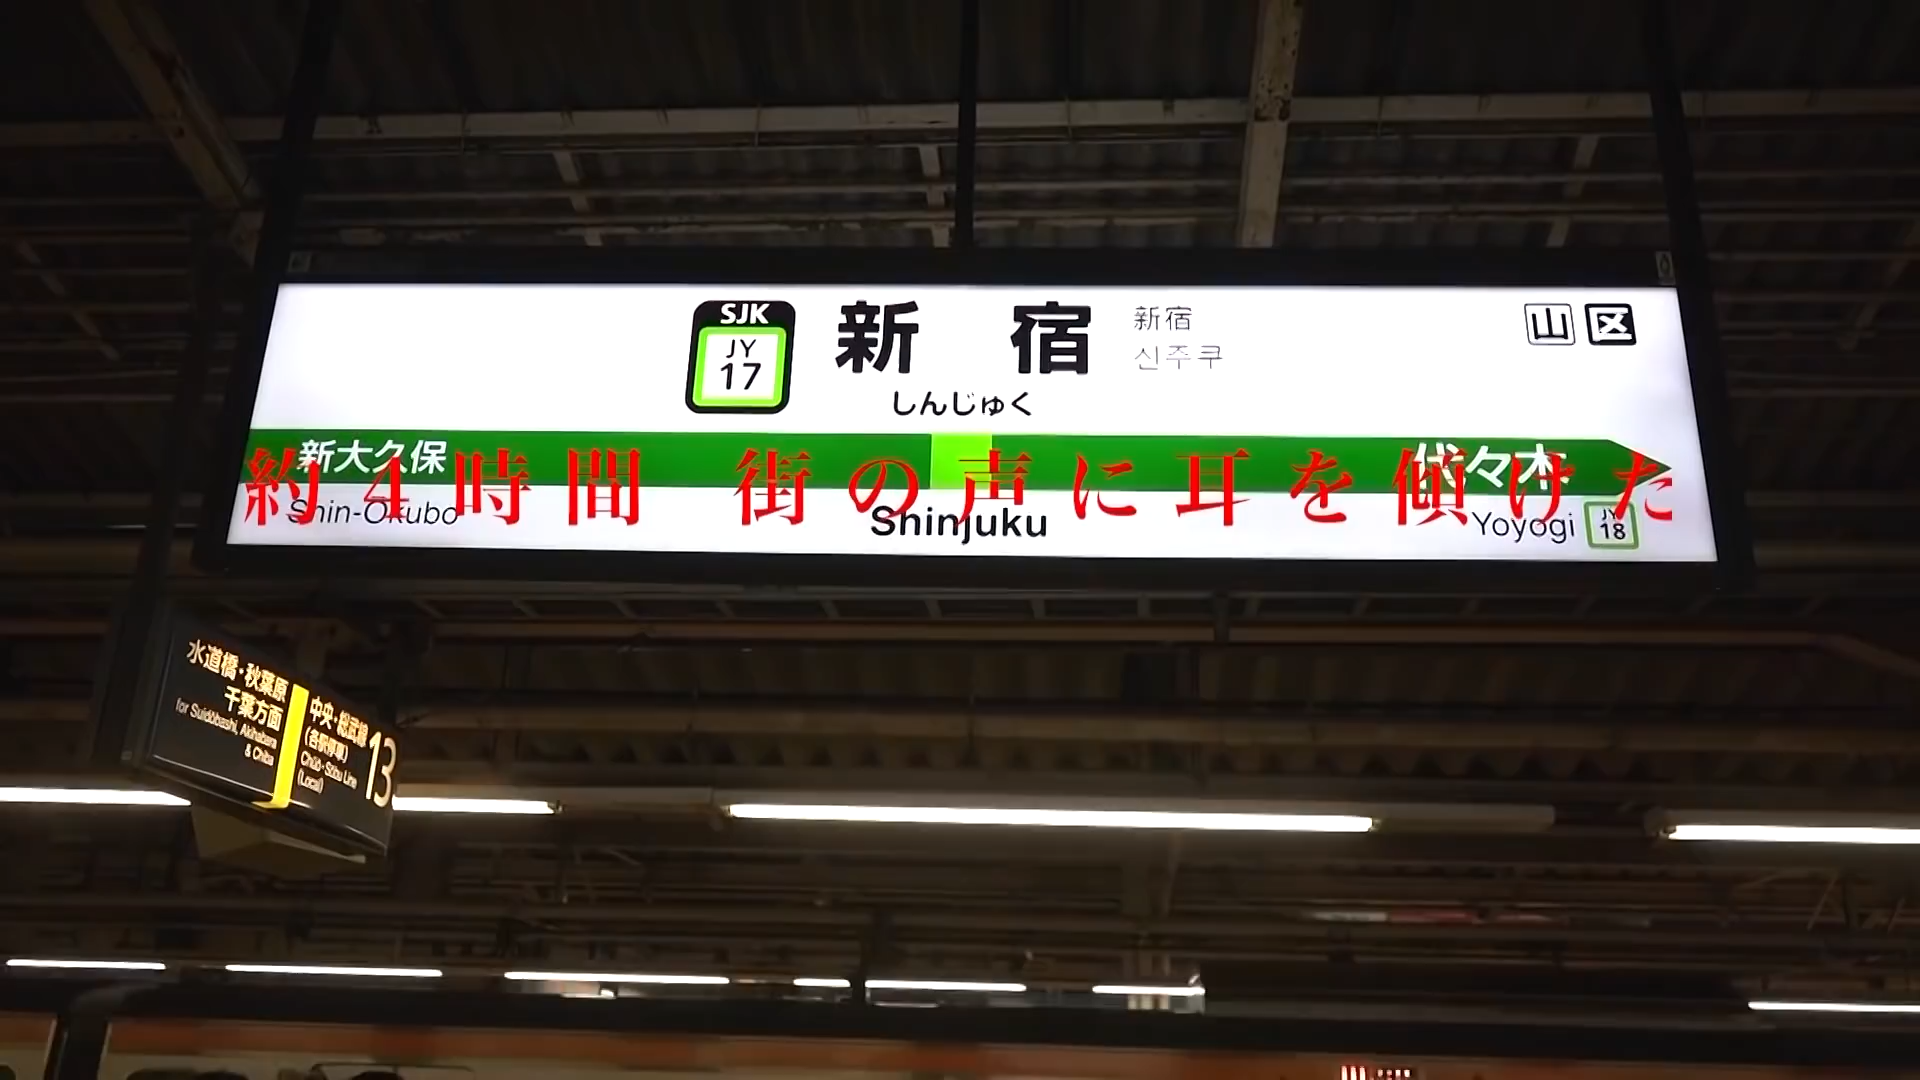 SJK
JY
17
新宿
しんじゅく
新宿
신주쿠
山 区
新大久保
代々木
約4時間 街の声に耳を傾けた
Shin-Okubo
Shinjuku
Yoyogi
JY
18
水道橋・秋葉原
千葉方面
for Suidōbashi, Akihabara
& Chiba
中央・総武線
(各駅停車)
Chūō-Sōbu Line
(Local)
13